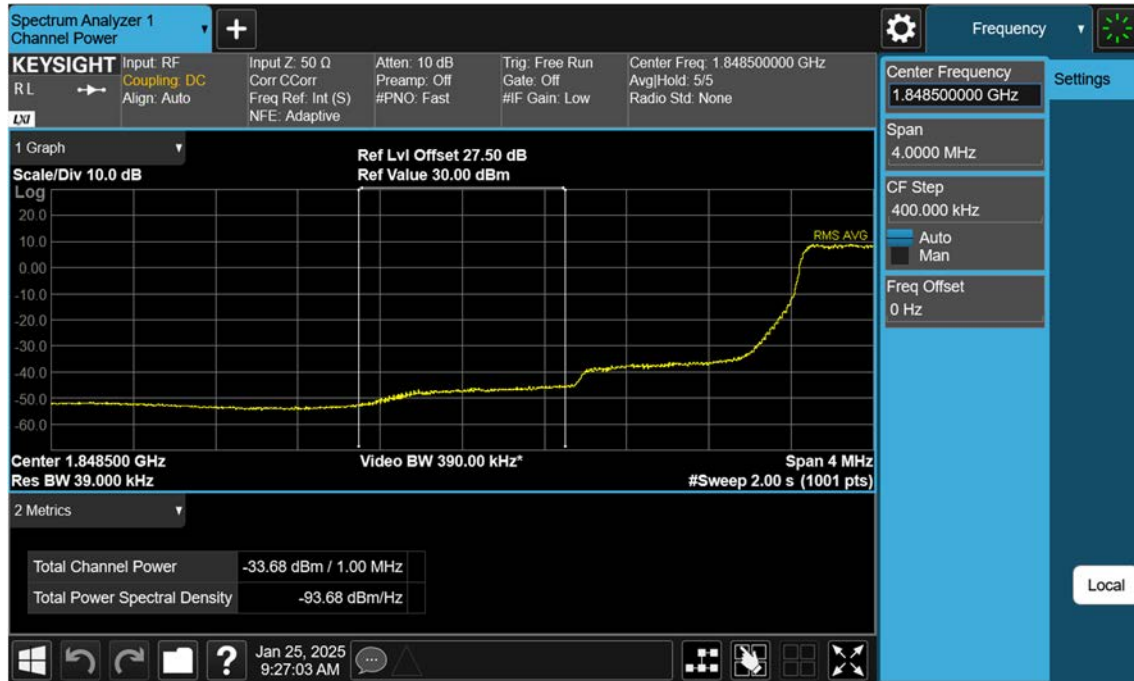 Spectrum Analyzer 1
Channel Power
+
Frequency
KEYSIGHT
R L
LXI
Input: RF
Coupling: DC
Align: Auto
Input Z: 50 Ω
Corr CCorr
Freq Ref: Int (S)
NFE: Adaptive
Atten: 10 dB
Preamp: Off
#PNO: Fast
Trig: Free Run
Gate: Off
#IF Gain: Low
Center Freq: 1.848500000 GHz
Avg|Hold: 5/5
Radio Std: None
Center Frequency
1.848500000 GHz
Settings
Span
4.0000 MHz
CF Step
400.000 kHz
Auto
Man
Freq Offset
0 Hz
1 Graph
Scale/Div 10.0 dB
Ref Lvl Offset 27.50 dB
Ref Value 30.00 dBm
Log
20.0
10.0
0.00
-10.0
-20.0
-30.0
-40.0
-50.0
-60.0
RMS AVG
Center 1.848500 GHz
Res BW 39.000 kHz
Video BW 390.00 kHz*
Span 4 MHz
#Sweep 2.00 s (1001 pts)
2 Metrics
Total Channel Power -33.68 dBm / 1.00 MHz
Total Power Spectral Density -93.68 dBm/Hz
Local
?
Jan 25, 2025
9:27:03 AM